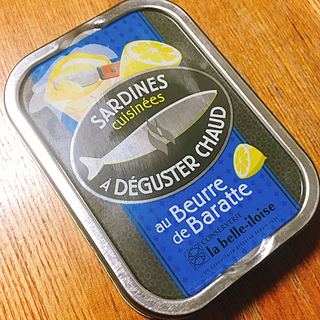 SARDINES
cuisinées
À DÉGUSTER CHAUD
au Beurre
de Baratte
CONSERVERIE
la belle-iloise